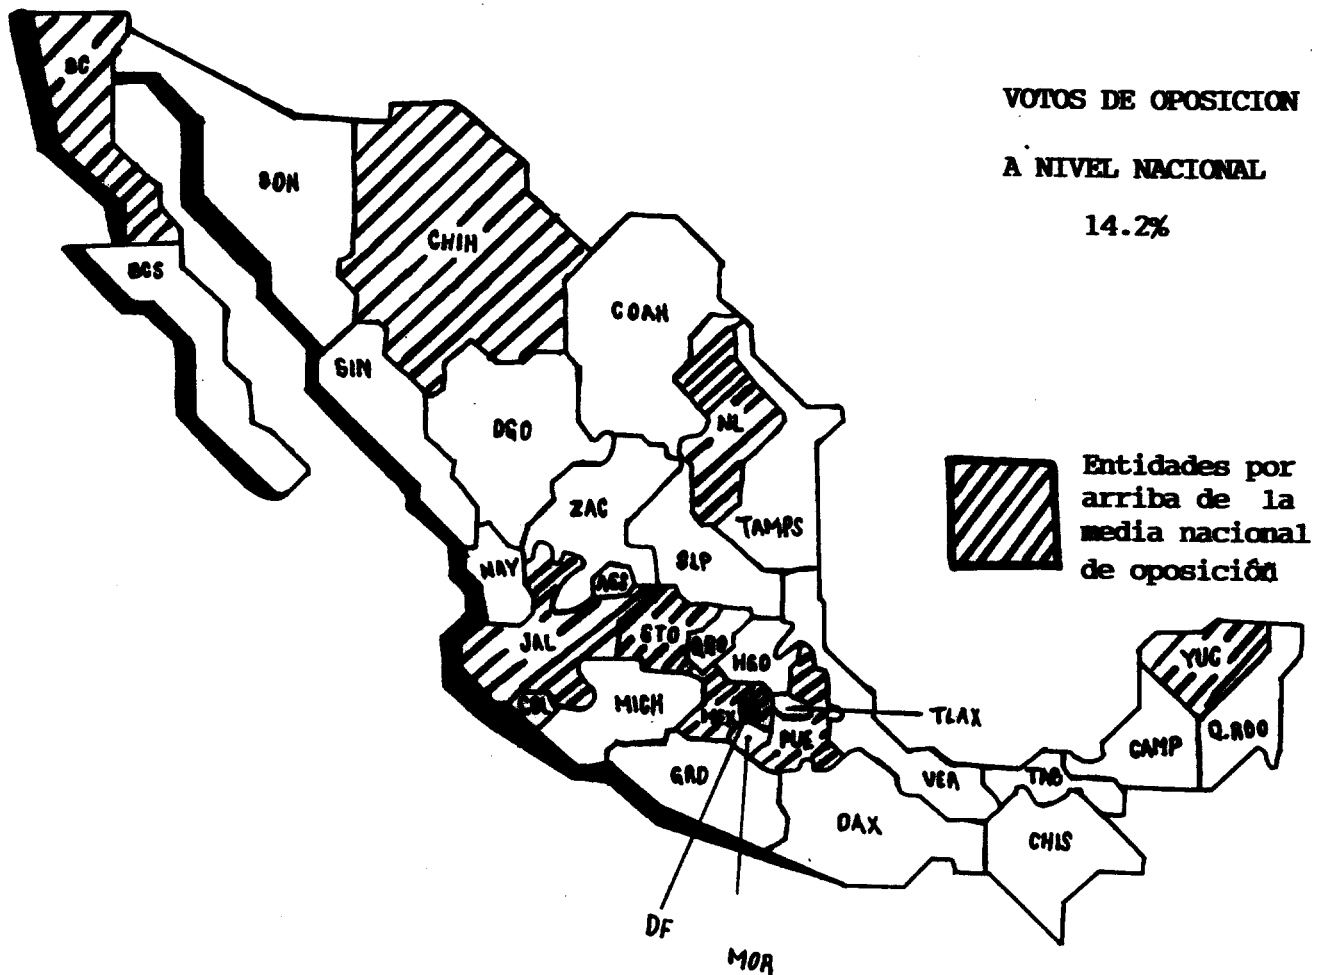 VOTOS DE OPOSICION
A NIVEL NACIONAL
14.2%
BC
SON
CHIH
BCS
COAH
SIN
DGO
NL
Entidades por
arriba de la
media nacional
de oposición
ZAC
TAMPS
NAY
AGS
SLP
JAL
GTO
QRO
HGO
YUC
COL
MICH
MEX
TLAX
PUE
CAMP
Q.ROO
GRO
VER
TAB
OAX
CHIS
DF
MOR